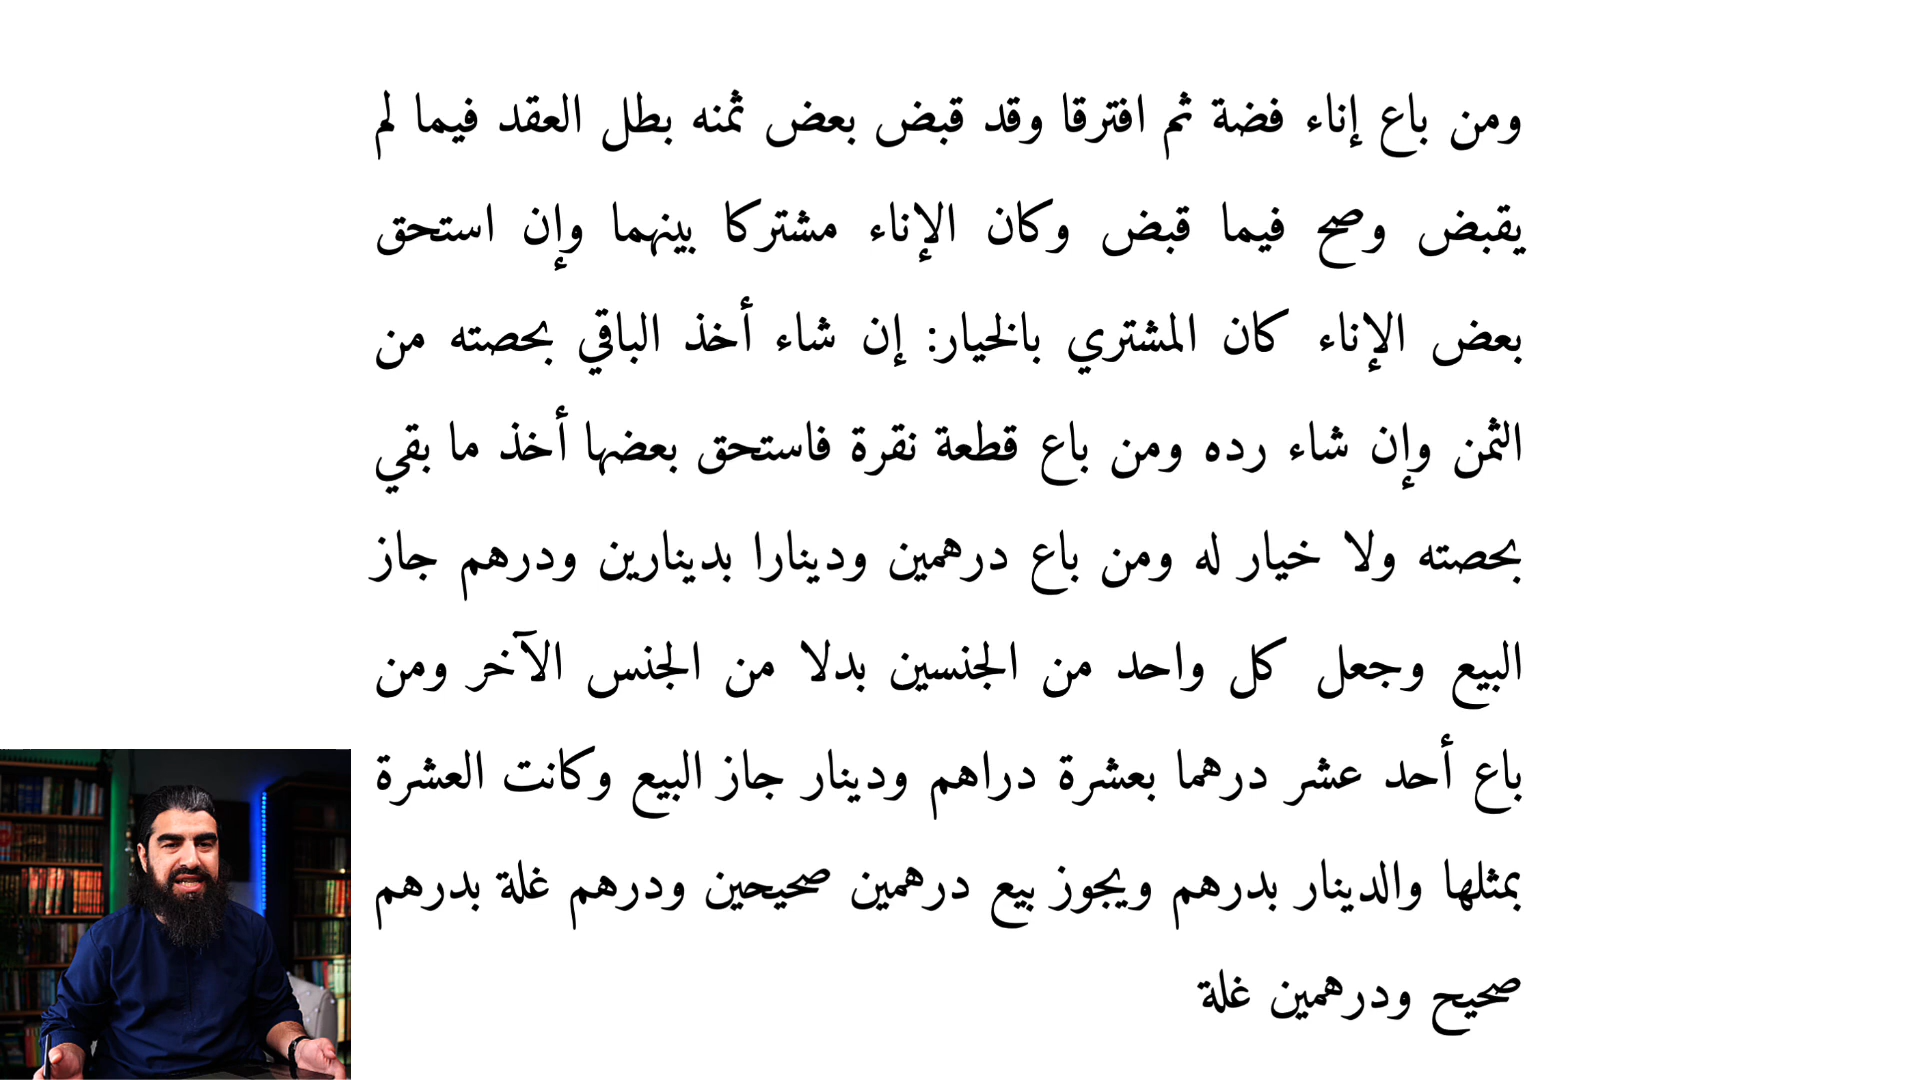 ومن باع إناء فضة ثم افترقا وقد قبض بعض ثمنه بطل العقد فيما لم
يقبض وصح فيما قبض وكان الإناء مشتركا بينهما وإن استحق
بعض الإناء كان المشتري بالخيار: إن شاء أخذ الباقي بحصته من
الثمن وإن شاء رده ومن باع قطعة نقرة فاستحق بعضها أخذ ما بقي
بحصته ولا خيار له ومن باع درهمين ودينارا بدينارين ودرهم جاز
البيع وجعل كل واحد من الجنسين بدلا من الجنس الآخر ومن
باع أحد عشر درهما بعشرة دراهم ودينار جاز البيع وكانت العشرة
بمثلها والدينار بدرهم ويجوز بيع درهمين صحيحين ودرهم غلة بدرهم
صحيح ودرهمين غلة